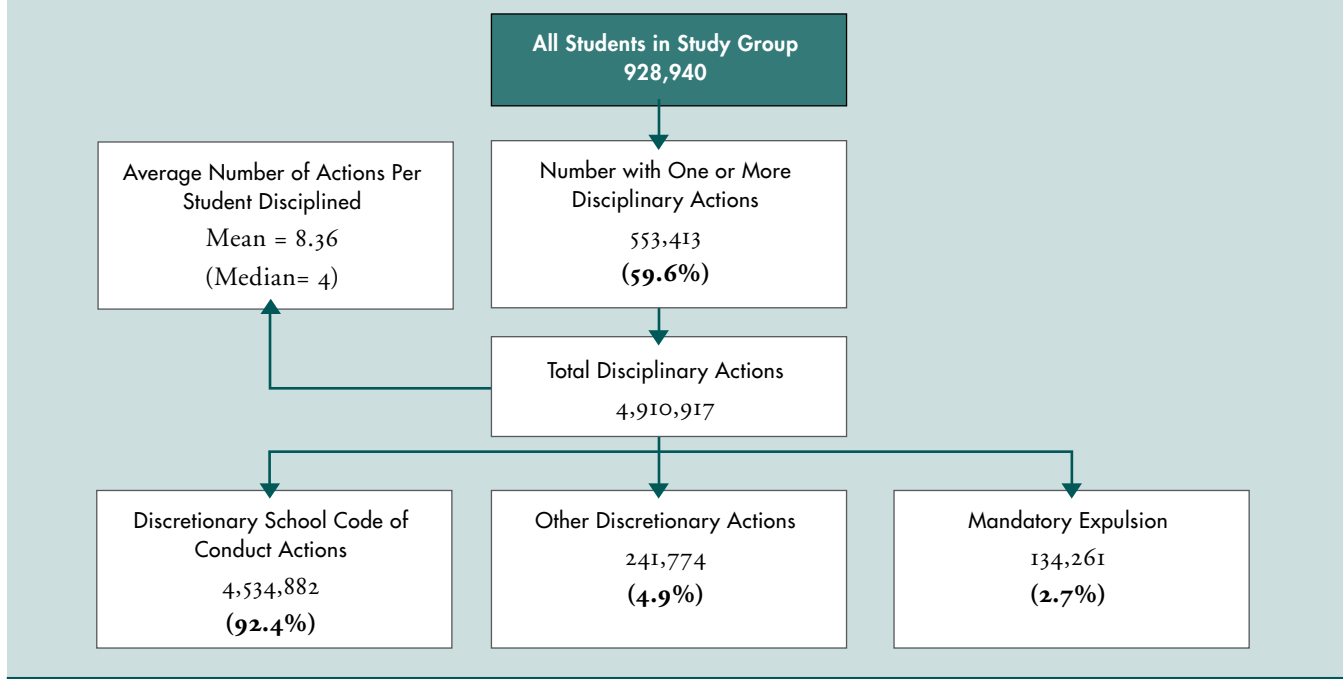 All Students in Study Group
928,940
Average Number of Actions Per
Student Disciplined
Mean = 8.36
(Median= 4)
Number with One or More
Disciplinary Actions
553,413
(59.6%)
Total Disciplinary Actions
4,910,917
Discretionary School Code of
Conduct Actions
4,534,882
(92.4%)
Other Discretionary Actions
241,774
(4.9%)
Mandatory Expulsion
134,261
(2.7%)